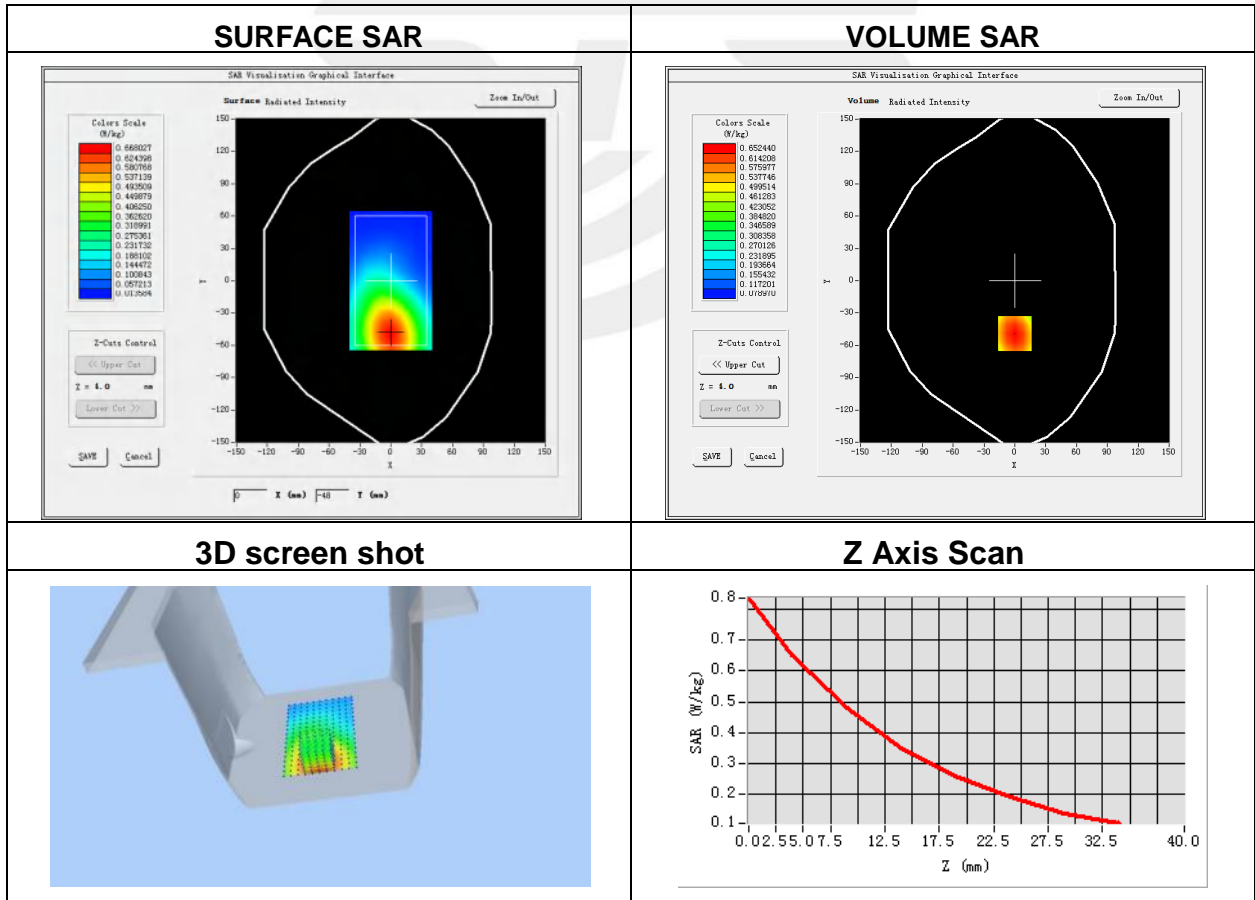 SURFACE SAR
SAR Visualisation Graphical Interface
Surface Radiated Intensity
Zoom In/Out
Colors Scale
(W/kg)
0.668027
0.624398
0.580768
0.537139
0.493509
0.449879
0.406250
0.362620
0.318991
0.275361
0.231732
0.188102
0.144472
0.100843
0.057213
0.013584
Z-Cuts Control
<< Upper Cut
Z = 4.0 mm
Lower Cut >>
SAVE Cancel
150
120
90
60
30
Y 0
-30
-60
-90
-120
-150
-150 -120 -90 -60 -30 0 30 60 90 120 150
X
0 X (mm) -48 Y (mm)
VOLUME SAR
SAR Visualisation Graphical Interface
Volume Radiated Intensity
Zoom In/Out
Colors Scale
(W/kg)
0.652440
0.614208
0.575977
0.537746
0.499514
0.461283
0.423052
0.384820
0.346589
0.308358
0.270126
0.231895
0.193664
0.155432
0.117201
0.078970
Z-Cuts Control
<< Upper Cut
Z = 4.0 mm
Lower Cut >>
SAVE Cancel
150
120
90
60
30
Y 0
-30
-60
-90
-120
-150
-150 -120 -90 -60 -30 0 30 60 90 120 150
X
3D screen shot
Z Axis Scan
0.8
0.7
0.6
0.5
0.4
0.3
0.2
0.1
SAR (W/kg)
0.0 2.5 5.0 7.5 12.5 17.5 22.5 27.5 32.5 40.0
Z (mm)